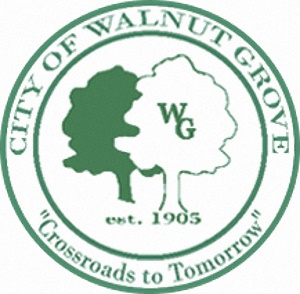 CITY OF WALNUT GROVE
WG
est. 1905
"Crossroads to Tomorrow"